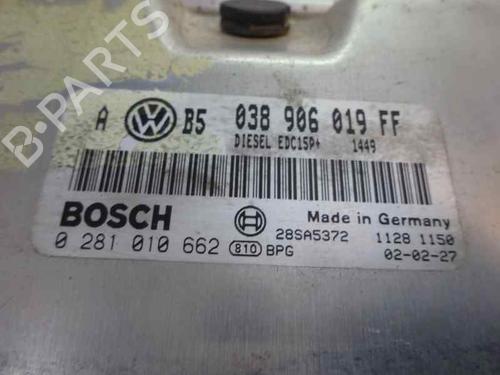 A VW B5 038 906 019 FF
DIESEL EDC15P+ 1449
BOSCH Made in Germany
28SA5372 1128 1150
0 281 010 662 810 BPG 02-02-27
B-PARTS